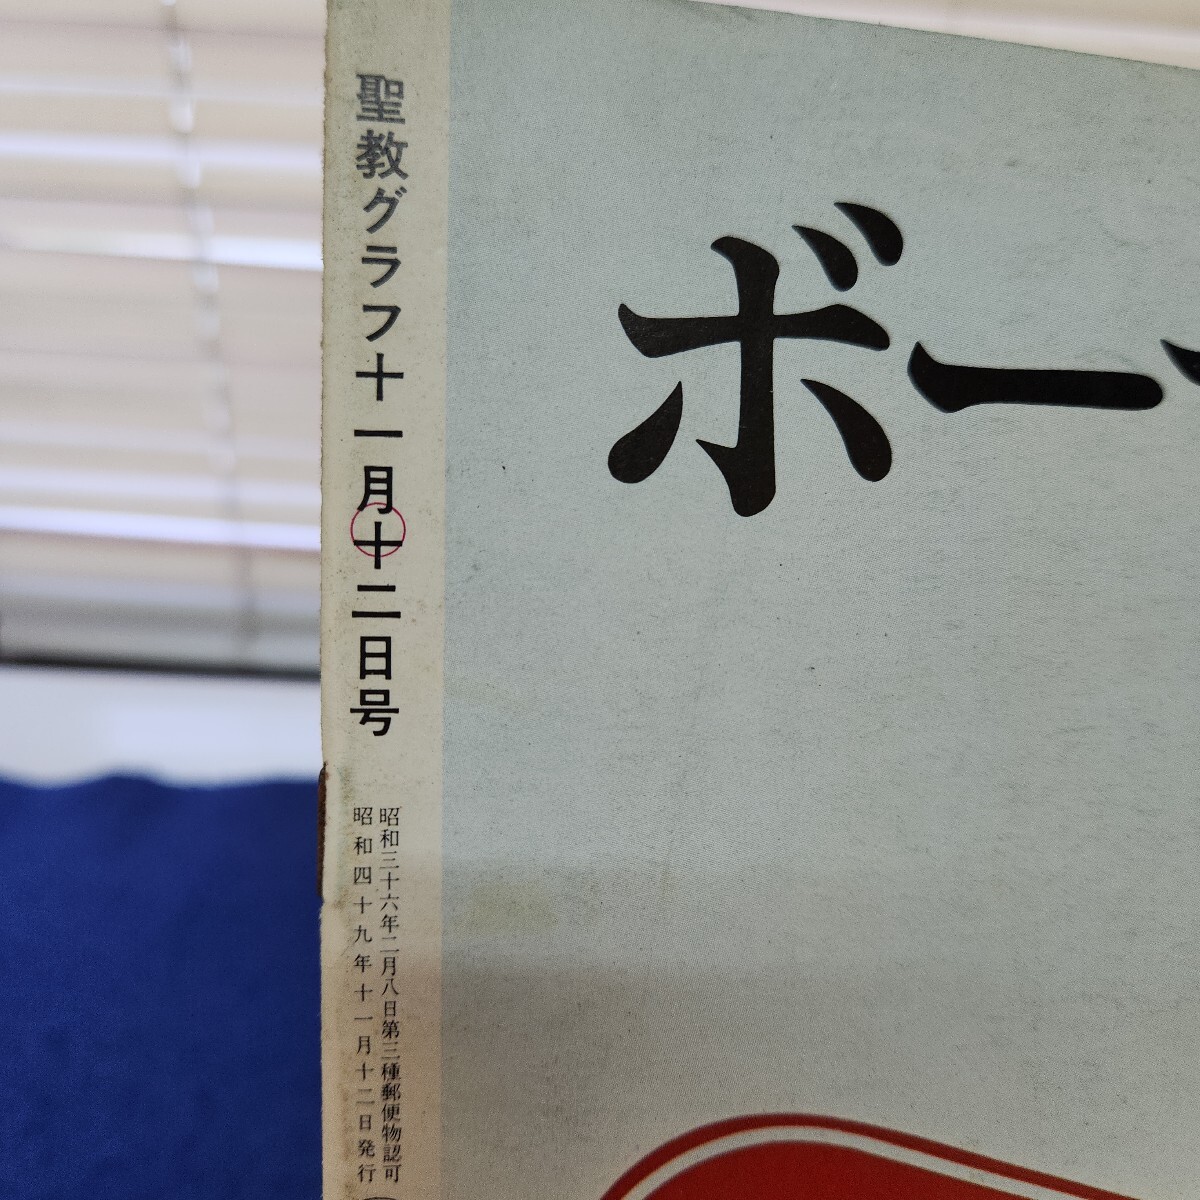 聖教グラフ十一月十二日号
昭和三十六年二月八日第三種郵便物認可
昭和四十九年十一月十二日発行
ボー